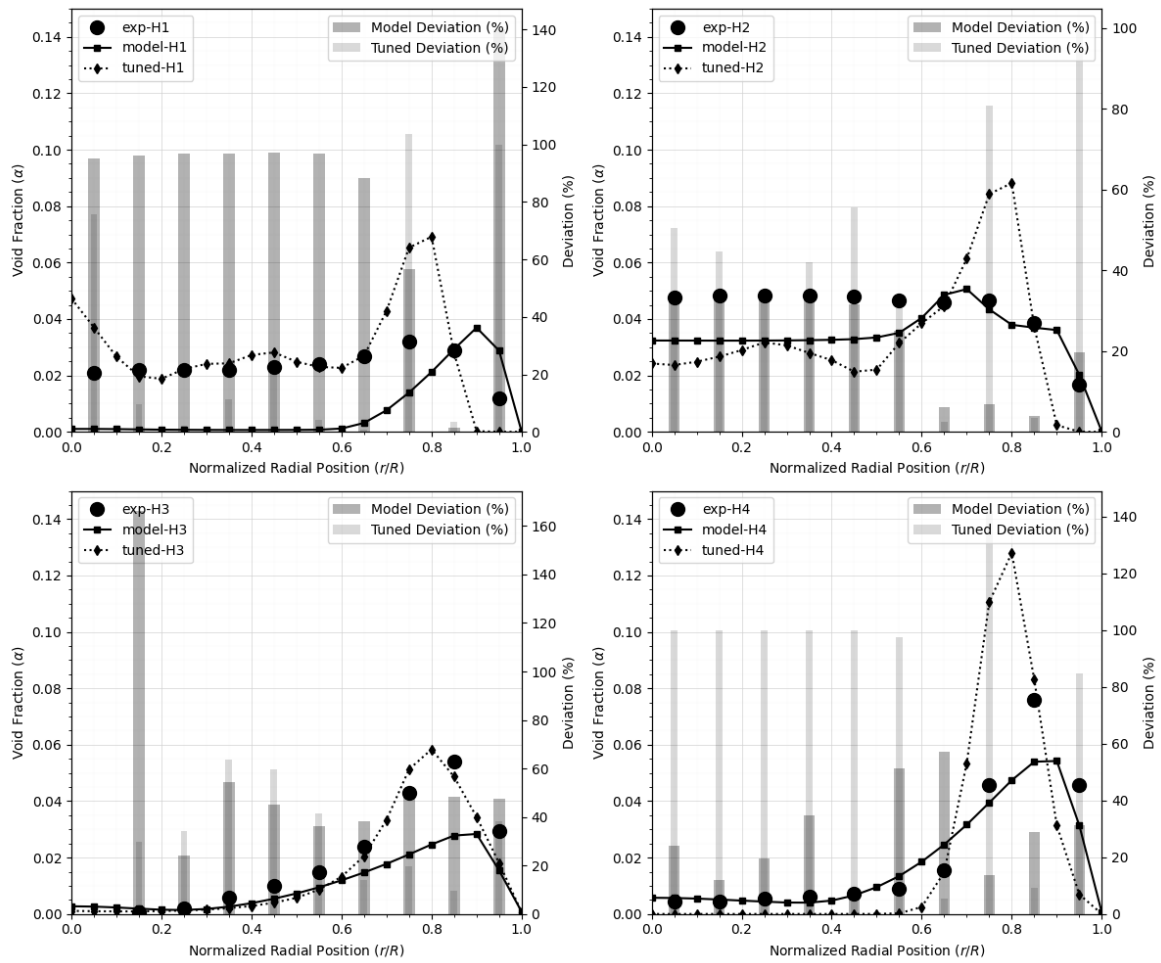 exp-H1
model-H1
tuned-H1
Model Deviation (%)
Tuned Deviation (%)
0.14
0.12
0.10
0.08
0.06
0.04
0.02
0.00
Void Fraction (α)
140
120
100
80
60
40
20
0
Deviation (%)
0.0 0.2 0.4 0.6 0.8 1.0
Normalized Radial Position (r/R)
exp-H2
model-H2
tuned-H2
Model Deviation (%)
Tuned Deviation (%)
0.14
0.12
0.10
0.08
0.06
0.04
0.02
0.00
Void Fraction (α)
100
80
60
40
20
0
Deviation (%)
0.0 0.2 0.4 0.6 0.8 1.0
Normalized Radial Position (r/R)
exp-H3
model-H3
tuned-H3
Model Deviation (%)
Tuned Deviation (%)
0.14
0.12
0.10
0.08
0.06
0.04
0.02
0.00
Void Fraction (α)
160
140
120
100
80
60
40
20
0
Deviation (%)
0.0 0.2 0.4 0.6 0.8 1.0
Normalized Radial Position (r/R)
exp-H4
model-H4
tuned-H4
Model Deviation (%)
Tuned Deviation (%)
0.14
0.12
0.10
0.08
0.06
0.04
0.02
0.00
Void Fraction (α)
140
120
100
80
60
40
20
0
Deviation (%)
0.0 0.2 0.4 0.6 0.8 1.0
Normalized Radial Position (r/R)